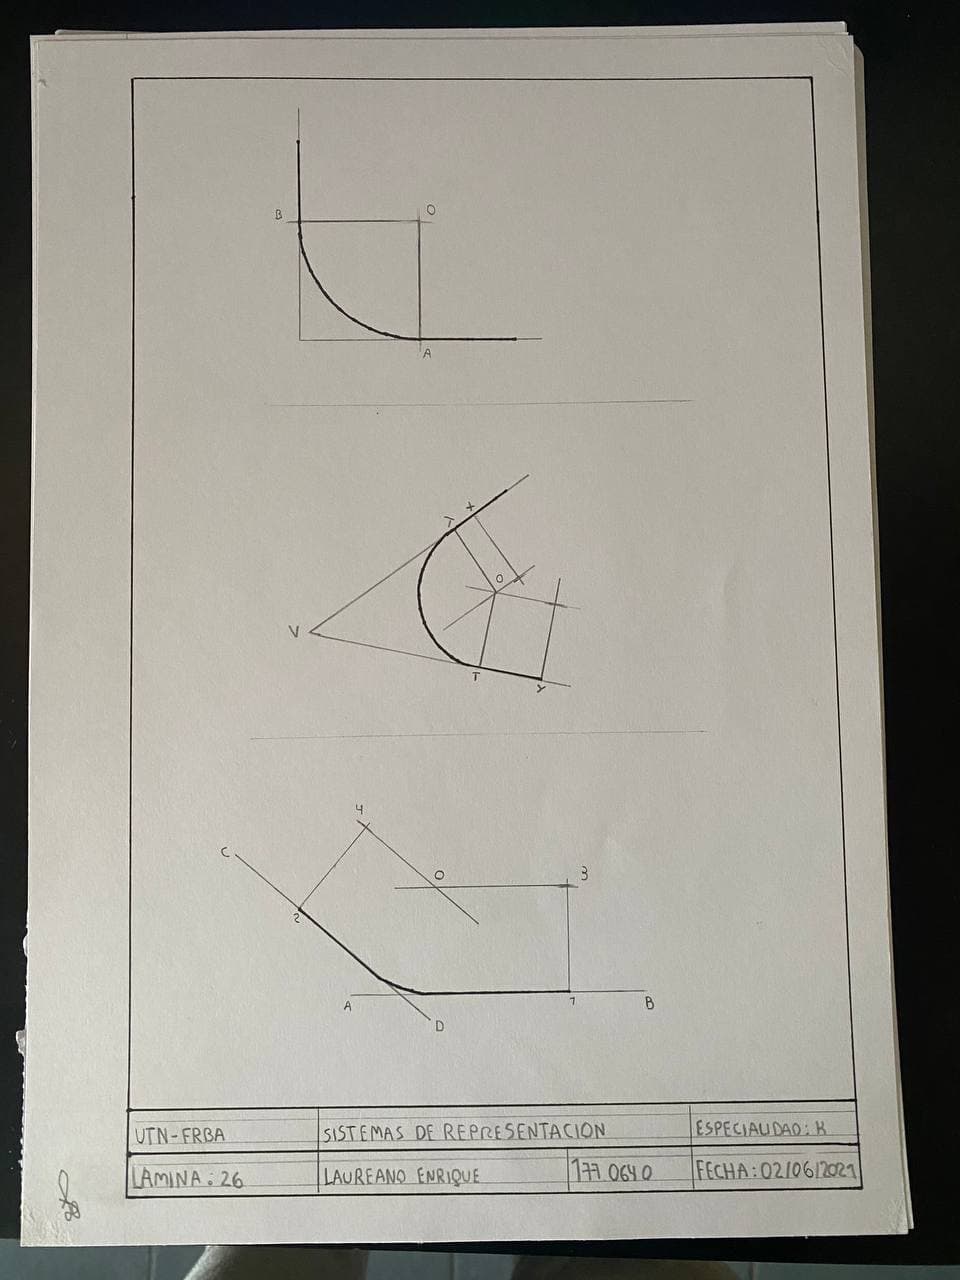 B
O
A
T
X
O
V
T
Y
4
C
O
3
2
A
1
B
D
UTN-FRBA
SISTEMAS DE REPRESENTACION
ESPECIALIDAD: K
LAMINA: 26
LAUREANO ENRIQUE
177.064.0
FECHA: 02/06/2021